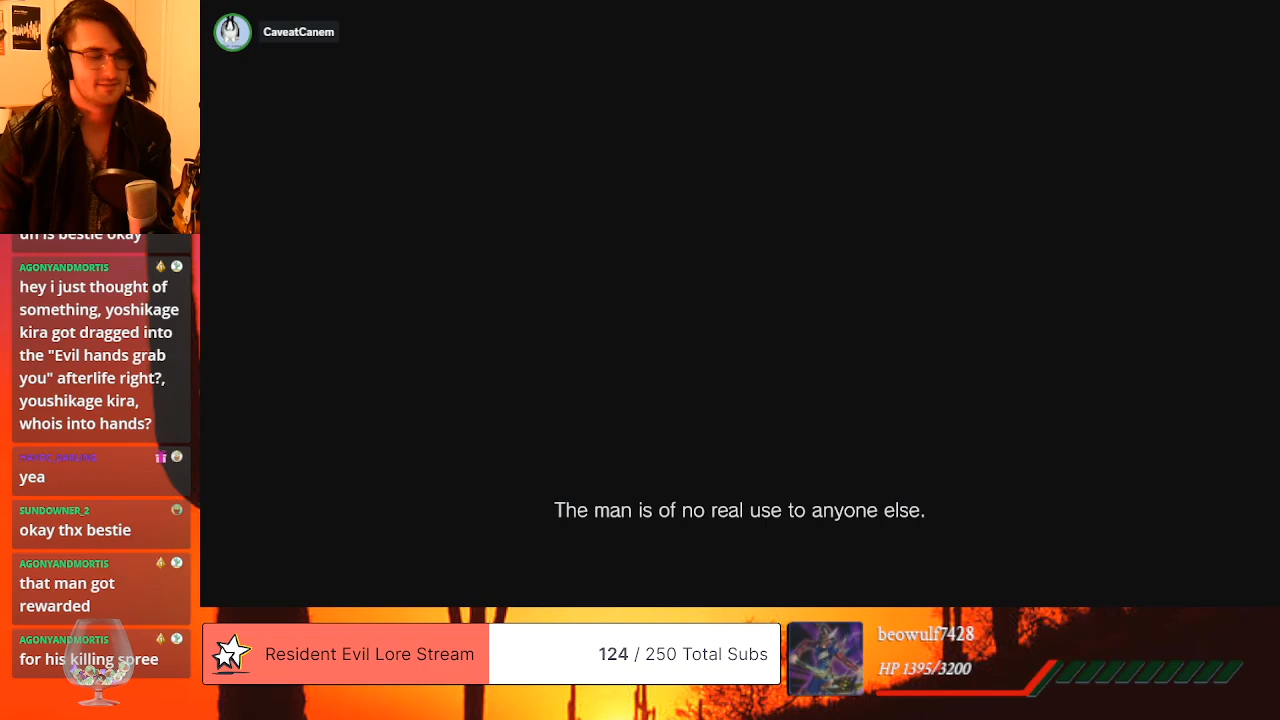 CaveatCanem
uh is bestie okay
AGONYANDMORTIS
hey i just thought of
something, yoshikage
kira got dragged into
the "Evil hands grab
you" afterlife right?,
youshikage kira,
whois into hands?
yea
SUNDOWNER_2
okay thx bestie
AGONYANDMORTIS
that man got
rewarded
AGONYANDMORTIS
for his killing spree
The man is of no real use to anyone else.
Resident Evil Lore Stream
124 / 250 Total Subs
beowulf7428
HP 1395/3200